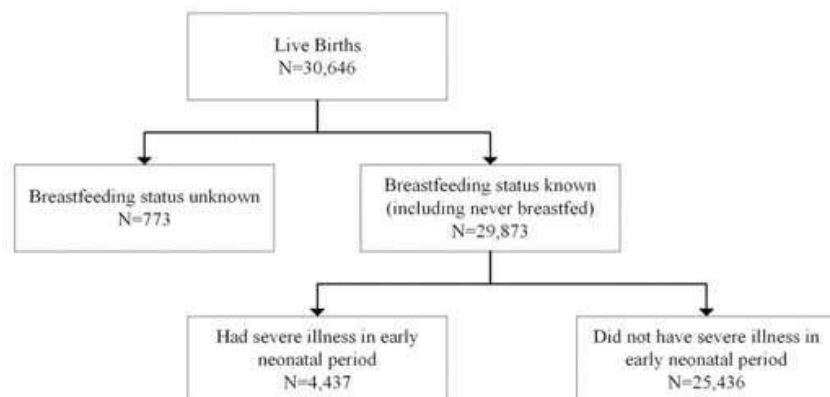 Live Births
N=30,646
Breastfeeding status unknown
N=773
Breastfeeding status known
(including never breastfed)
N=29,873
Had severe illness in early
neonatal period
N=4,437
Did not have severe illness in
early neonatal period
N=25,436